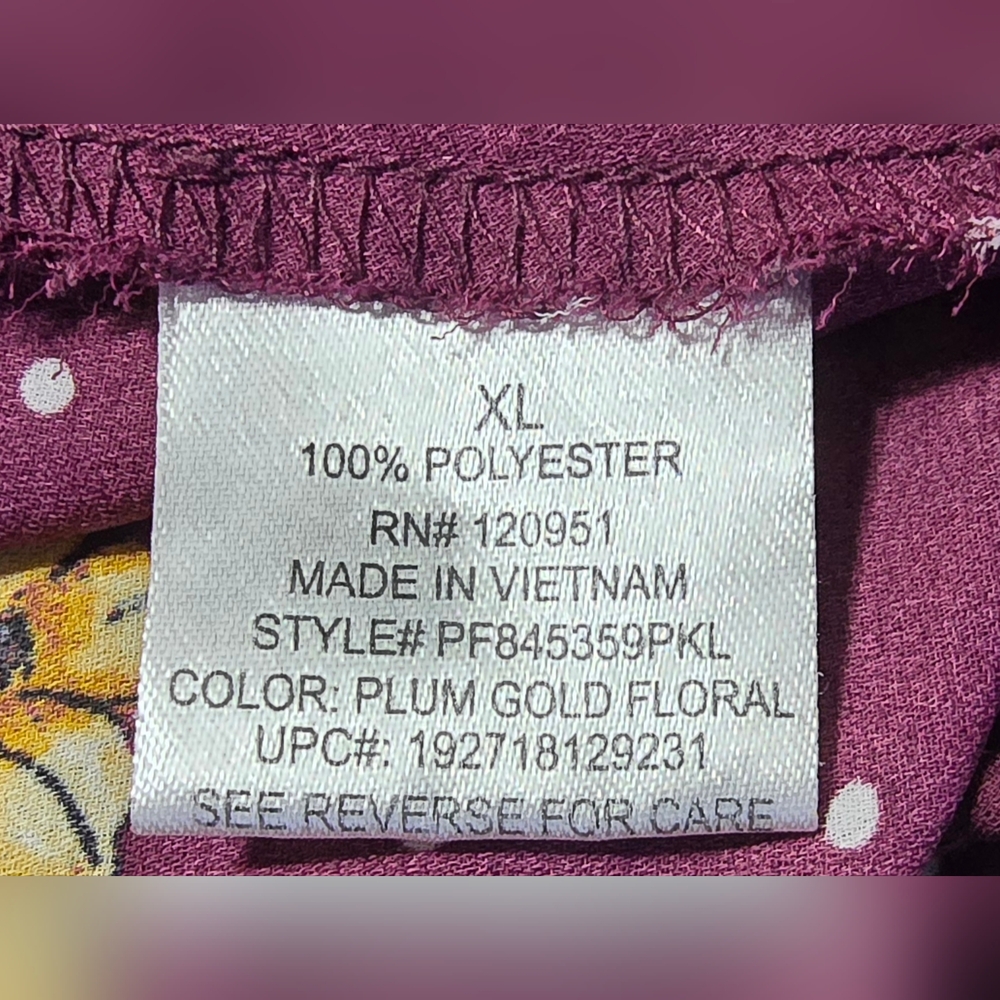 XL
100% POLYESTER
RN# 120951
MADE IN VIETNAM
STYLE# PF845359PKL
COLOR: PLUM GOLD FLORAL
UPC#: 192718129231
SEE REVERSE FOR CARE